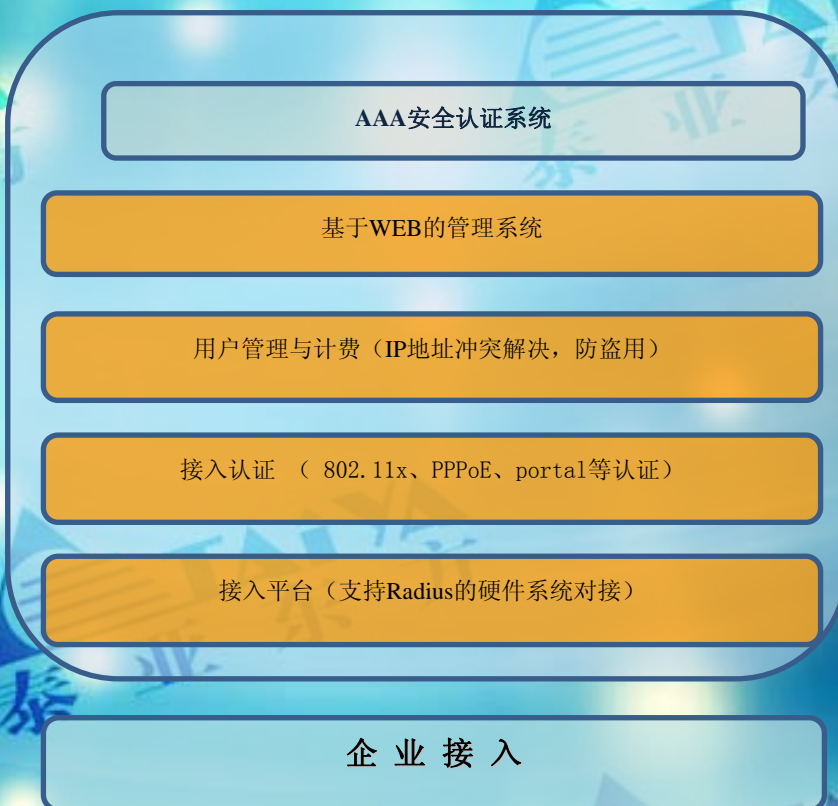 AAA安全认证系统
基于WEB的管理系统
用户管理与计费（IP地址冲突解决，防盗用）
接入认证 （ 802.11x、PPPoE、portal等认证）
TAIYA
泰亚
接入平台（支持Radius的硬件系统对接）
企 业 接 入